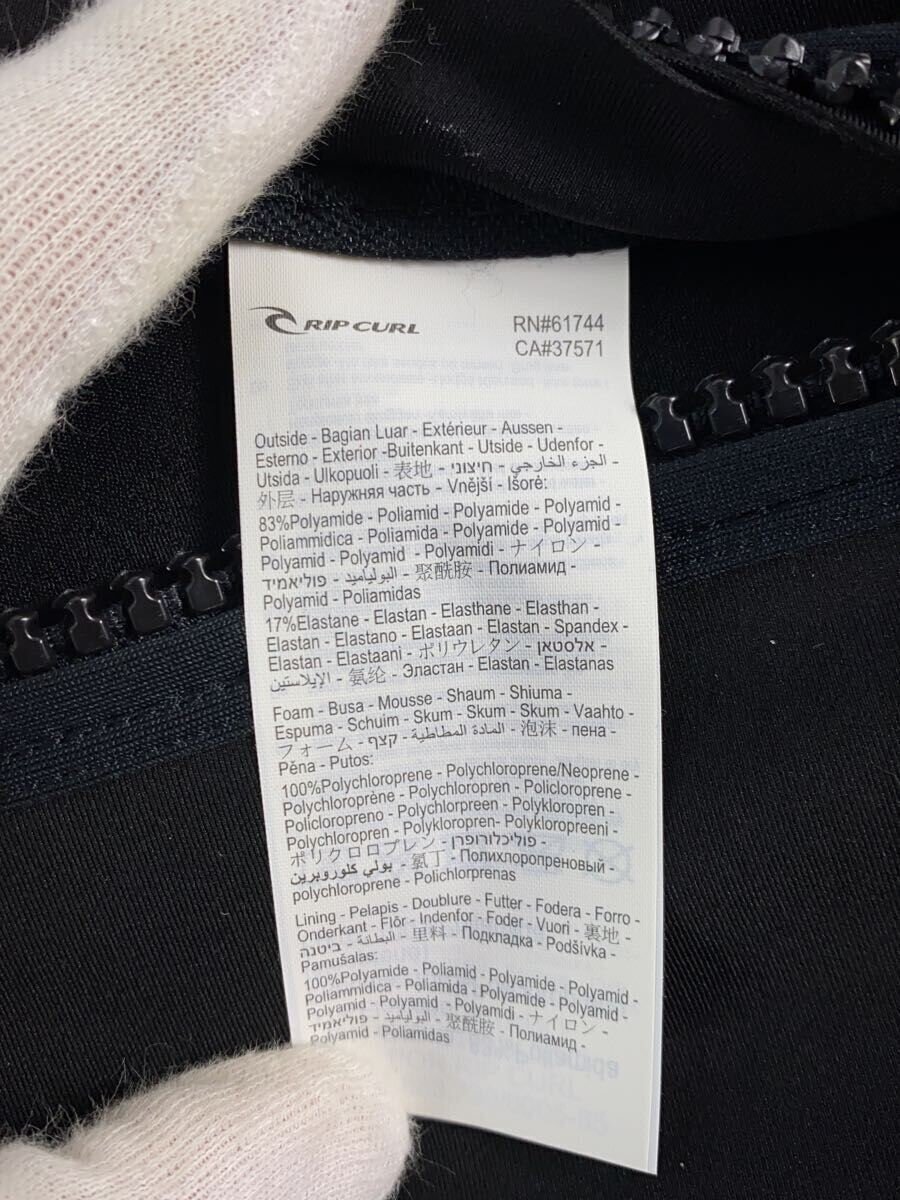 RIP CURL
RN#61744
CA#37571
Outside - Bagian Luar - Extérieur - Aussen -
Esterno - Exterior -Buitenkant - Utside - Udenfor -
Utsida - Ulkopuoli - 表地 - חיצוני - الجزء الخارجي -
外层 - Наружняя часть - Vnější - Išorė:
83%Polyamide - Poliamid - Polyamide - Polyamid -
Poliammidica - Poliamida - Polyamide - Polyamid -
Polyamid - Polyamid - Polyamidi - ナイロン -
פוליאמיד - البولياميد - 聚酰胺 - Полиамид -
Polyamid - Poliamidas
17%Elastane - Elastan - Elasthane - Elasthan -
Elastan - Elastano - Elastaan - Elastan - Spandex -
Elastan - Elastaani - ポリウレタン - אלסטאן -
الإيلاستين - 氨纶 - Эластан - Elastan - Elastanas
Foam - Busa - Mousse - Shaum - Shiuma -
Espuma - Schuim - Skum - Skum - Skum - Vaahto -
フォーム - קצף - المادة المطاطية - 泡沫 - пена -
Pěna - Putos:
100%Polychloroprene - Polychloroprene/Neoprene -
Polychloroprène - Polychloropren - Policloroprene -
Policloropreno - Polychlorpreen - Polykloropren -
Polychloropren - Polykloropren- Polykloropreeni -
ポリクロロプレン - פוליכלורופרן -
بولي كلوروبرين - 氯丁 - Полихлоропреновый -
polychloroprene - Polichlorprenas
Lining - Pelapis - Doublure - Futter - Fodera - Forro -
Onderkant - Flôr - Indenfor - Foder - Vuori - 裏地 -
ביטנה - البطانة - 里料 - Подкладка - Podšívka -
Pamušalas:
100%Polyamide - Poliamid - Polyamide - Polyamid -
Poliammidica - Poliamida - Polyamide - Polyamid -
Polyamid - Polyamid - Polyamidi - ナイロン -
פוליאמיד - البولياميد - 聚酰胺 - Полиамид -
Polyamid - Poliamidas